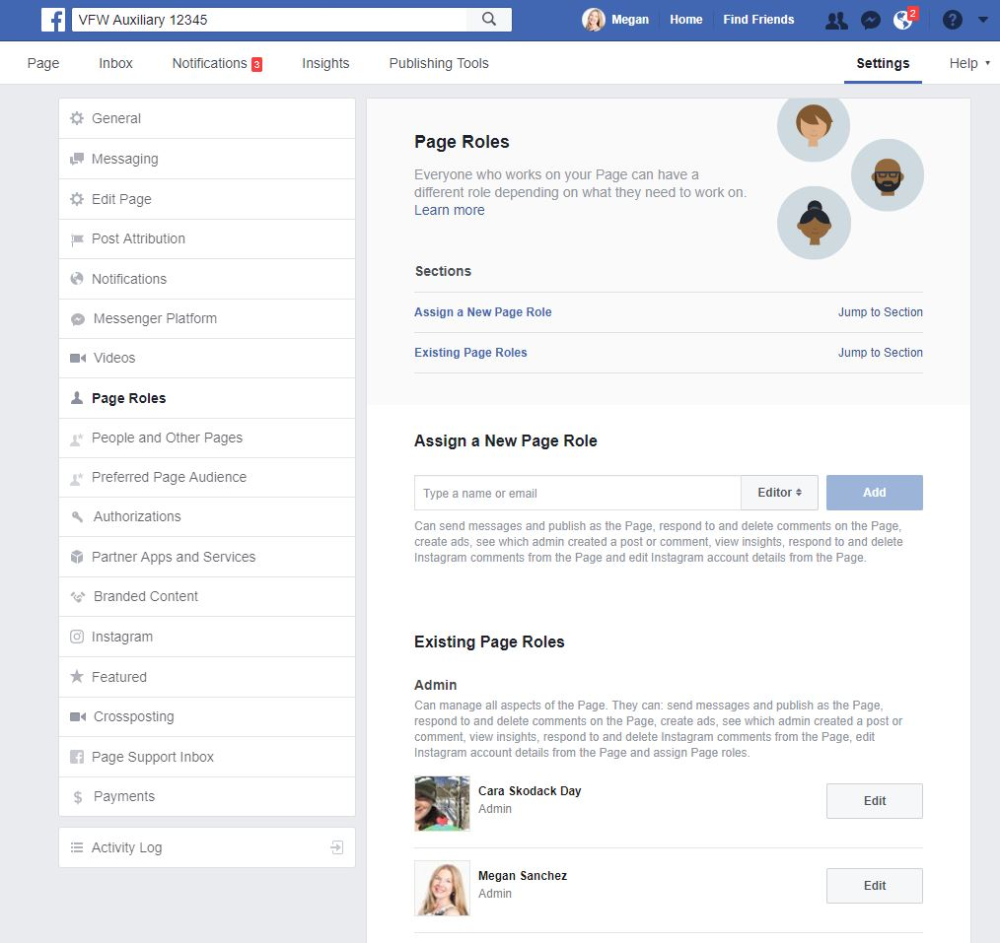 VFW Auxiliary 12345
Megan
Home
Find Friends
2
?
Page
Inbox
Notifications 3
Insights
Publishing Tools
Settings
Help
General
Messaging
Edit Page
Post Attribution
Notifications
Messenger Platform
Videos
Page Roles
People and Other Pages
Preferred Page Audience
Authorizations
Partner Apps and Services
Branded Content
Instagram
Featured
Crossposting
Page Support Inbox
$ Payments
Activity Log
Page Roles
Everyone who works on your Page can have a
different role depending on what they need to work on.
Learn more
Sections
Assign a New Page Role
Jump to Section
Existing Page Roles
Jump to Section
Assign a New Page Role
Type a name or email
Editor
Add
Can send messages and publish as the Page, respond to and delete comments on the Page,
create ads, see which admin created a post or comment, view insights, respond to and delete
Instagram comments from the Page and edit Instagram account details from the Page.
Existing Page Roles
Admin
Can manage all aspects of the Page. They can: send messages and publish as the Page,
respond to and delete comments on the Page, create ads, see which admin created a post or
comment, view insights, respond to and delete Instagram comments from the Page, edit
Instagram account details from the Page and assign Page roles.
Cara Skodack Day
Admin
Edit
Megan Sanchez
Admin
Edit